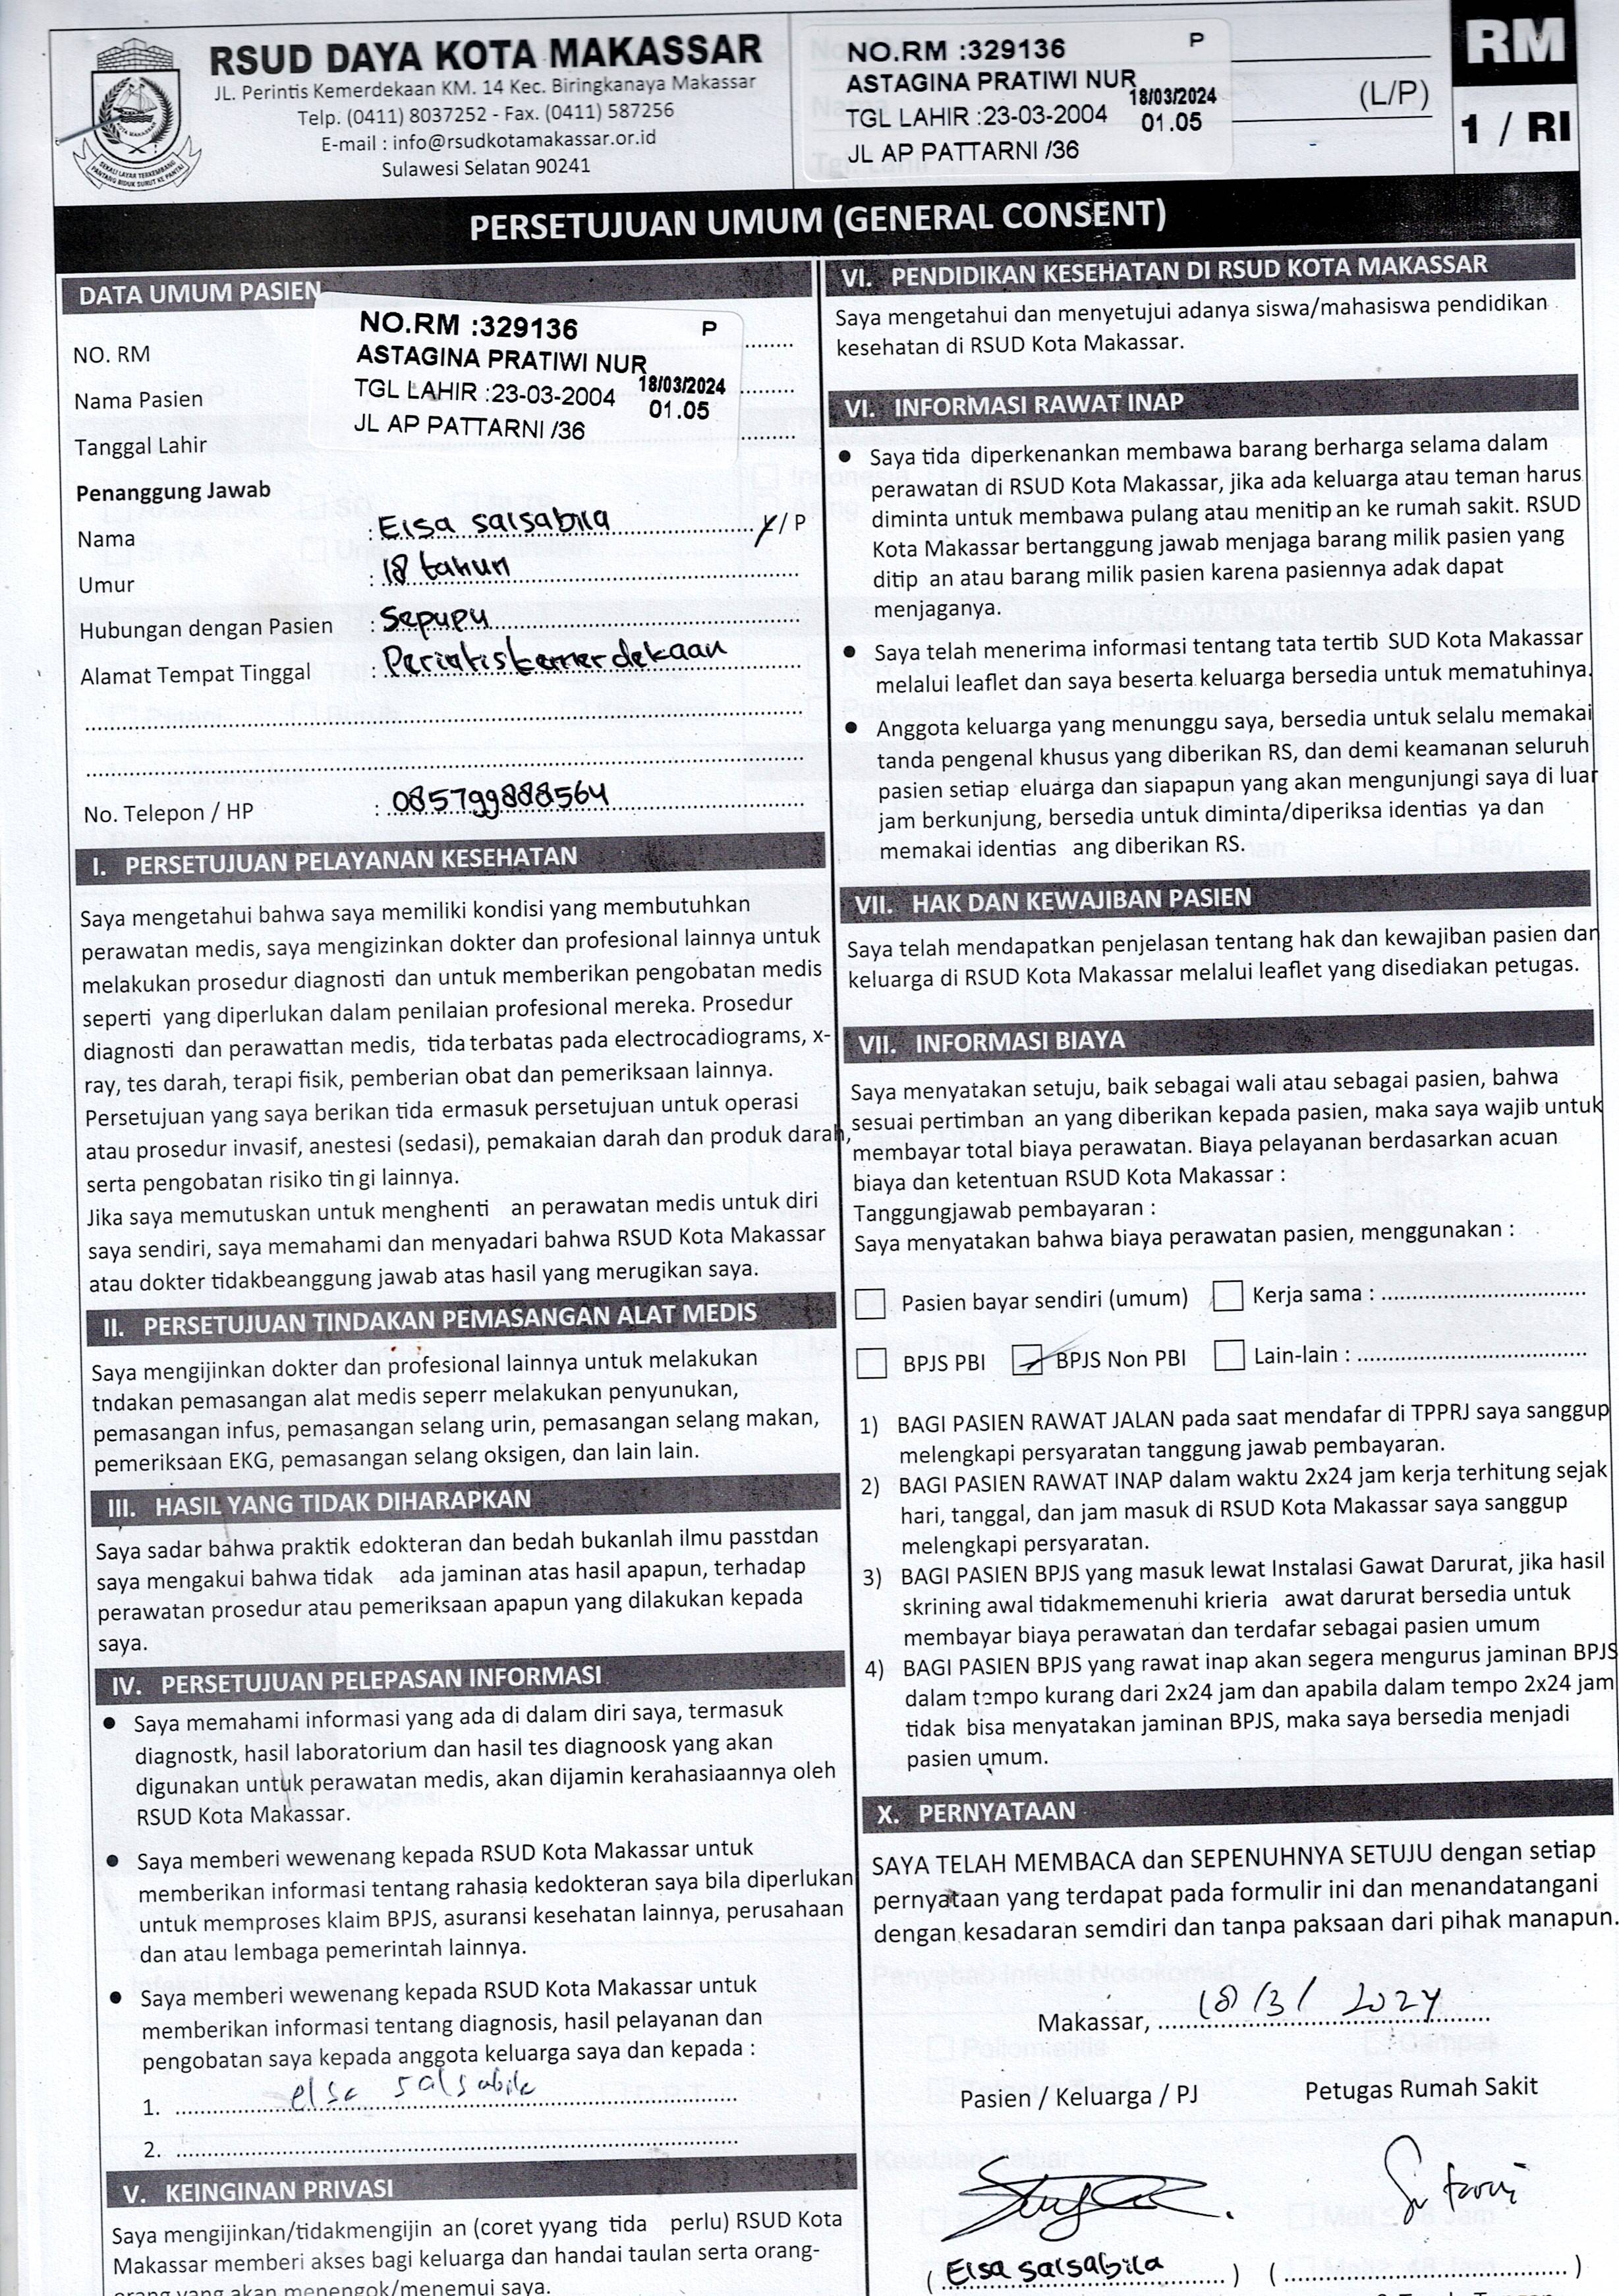 RSUD DAYA KOTA MAKASSAR
JL. Perintis Kemerdekaan KM. 14 Kec. Biringkanaya Makassar
Telp. (0411) 8037252 - Fax. (0411) 587256
E-mail : info@rsudkotamakassar.or.id
Sulawesi Selatan 90241
KOTA MAKASSAR
SEKALI LAYAR TERKEMBANG
PANTANG BIDUK SURUT KE PANTAI
NO.RM :329136 P
ASTAGINA PRATIWI NUR
TGL LAHIR :23-03-2004 18/03/2024
01.05
JL AP PATTARNI /36
(L/P)
RM
1 / RI
PERSETUJUAN UMUM (GENERAL CONSENT)
DATA UMUM PASIEN
NO. RM
Nama Pasien
Tanggal Lahir
NO.RM :329136 P
ASTAGINA PRATIWI NUR
TGL LAHIR :23-03-2004 18/03/2024
01.05
JL AP PATTARNI /36
Penanggung Jawab
Nama : Elsa salsabila L / P
Umur : 18 tahun
Hubungan dengan Pasien : Sepupu
Alamat Tempat Tinggal : Perintis kemerdekaan
No. Telepon / HP : 085799888564
I. PERSETUJUAN PELAYANAN KESEHATAN
Saya mengetahui bahwa saya memiliki kondisi yang membutuhkan
perawatan medis, saya mengizinkan dokter dan profesional lainnya untuk
melakukan prosedur diagnosti dan untuk memberikan pengobatan medis
seperti yang diperlukan dalam penilaian profesional mereka. Prosedur
diagnosti dan perawattan medis, tida terbatas pada electrocadiograms, x-
ray, tes darah, terapi fisik, pemberian obat dan pemeriksaan lainnya.
Persetujuan yang saya berikan tida ermasuk persetujuan untuk operasi
atau prosedur invasif, anestesi (sedasi), pemakaian darah dan produk darah,
serta pengobatan risiko tin gi lainnya.
Jika saya memutuskan untuk menghenti an perawatan medis untuk diri
saya sendiri, saya memahami dan menyadari bahwa RSUD Kota Makassar
atau dokter tidakbeanggung jawab atas hasil yang merugikan saya.
II. PERSETUJUAN TINDAKAN PEMASANGAN ALAT MEDIS
Saya mengijinkan dokter dan profesional lainnya untuk melakukan
tndakan pemasangan alat medis seperr melakukan penyunukan,
pemasangan infus, pemasangan selang urin, pemasangan selang makan,
pemeriksaan EKG, pemasangan selang oksigen, dan lain lain.
III. HASIL YANG TIDAK DIHARAPKAN
Saya sadar bahwa praktik edokteran dan bedah bukanlah ilmu passtdan
saya mengakui bahwa tidak ada jaminan atas hasil apapun, terhadap
perawatan prosedur atau pemeriksaan apapun yang dilakukan kepada
saya.
IV. PERSETUJUAN PELEPASAN INFORMASI
● Saya memahami informasi yang ada di dalam diri saya, termasuk
diagnostk, hasil laboratorium dan hasil tes diagnoosk yang akan
digunakan untuk perawatan medis, akan dijamin kerahasiaannya oleh
RSUD Kota Makassar.
● Saya memberi wewenang kepada RSUD Kota Makassar untuk
memberikan informasi tentang rahasia kedokteran saya bila diperlukan
untuk memproses klaim BPJS, asuransi kesehatan lainnya, perusahaan
dan atau lembaga pemerintah lainnya.
● Saya memberi wewenang kepada RSUD Kota Makassar untuk
memberikan informasi tentang diagnosis, hasil pelayanan dan
pengobatan saya kepada anggota keluarga saya dan kepada :
1. elsa salsabila
2.
V. KEINGINAN PRIVASI
Saya mengijinkan/tidakmengijin an (coret yyang tida perlu) RSUD Kota
Makassar memberi akses bagi keluarga dan handai taulan serta orang-
orang yang akan menengok/menemui saya.
VI. PENDIDIKAN KESEHATAN DI RSUD KOTA MAKASSAR
Saya mengetahui dan menyetujui adanya siswa/mahasiswa pendidikan
kesehatan di RSUD Kota Makassar.
VI. INFORMASI RAWAT INAP
● Saya tida diperkenankan membawa barang berharga selama dalam
perawatan di RSUD Kota Makassar, jika ada keluarga atau teman harus
diminta untuk membawa pulang atau menitip an ke rumah sakit. RSUD
Kota Makassar bertanggung jawab menjaga barang milik pasien yang
ditip an atau barang milik pasien karena pasiennya adak dapat
menjaganya.
● Saya telah menerima informasi tentang tata tertib SUD Kota Makassar
melalui leaflet dan saya beserta keluarga bersedia untuk mematuhinya.
● Anggota keluarga yang menunggu saya, bersedia untuk selalu memakai
tanda pengenal khusus yang diberikan RS, dan demi keamanan seluruh
pasien setiap eluarga dan siapapun yang akan mengunjungi saya di luar
jam berkunjung, bersedia untuk diminta/diperiksa identias ya dan
memakai identias ang diberikan RS.
VII. HAK DAN KEWAJIBAN PASIEN
Saya telah mendapatkan penjelasan tentang hak dan kewajiban pasien dan
keluarga di RSUD Kota Makassar melalui leaflet yang disediakan petugas.
VII. INFORMASI BIAYA
Saya menyatakan setuju, baik sebagai wali atau sebagai pasien, bahwa
sesuai pertimban an yang diberikan kepada pasien, maka saya wajib untuk
membayar total biaya perawatan. Biaya pelayanan berdasarkan acuan
biaya dan ketentuan RSUD Kota Makassar :
Tanggungjawab pembayaran :
Saya menyatakan bahwa biaya perawatan pasien, menggunakan :
Pasien bayar sendiri (umum) Kerja sama :
BPJS PBI BPJS Non PBI Lain-lain :
1) BAGI PASIEN RAWAT JALAN pada saat mendafar di TPPRJ saya sanggup
melengkapi persyaratan tanggung jawab pembayaran.
2) BAGI PASIEN RAWAT INAP dalam waktu 2x24 jam kerja terhitung sejak
hari, tanggal, dan jam masuk di RSUD Kota Makassar saya sanggup
melengkapi persyaratan.
3) BAGI PASIEN BPJS yang masuk lewat Instalasi Gawat Darurat, jika hasil
skrining awal tidakmemenuhi krieria awat darurat bersedia untuk
membayar biaya perawatan dan terdafar sebagai pasien umum
4) BAGI PASIEN BPJS yang rawat inap akan segera mengurus jaminan BPJS
dalam tempo kurang dari 2x24 jam dan apabila dalam tempo 2x24 jam
tidak bisa menyatakan jaminan BPJS, maka saya bersedia menjadi
pasien umum.
X. PERNYATAAN
SAYA TELAH MEMBACA dan SEPENUHNYA SETUJU dengan setiap
pernyataan yang terdapat pada formulir ini dan menandatangani
dengan kesadaran semdiri dan tanpa paksaan dari pihak manapun.
Makassar, 18/3/2024
Pasien / Keluarga / PJ Petugas Rumah Sakit
( Elsa salsabila ) ( )